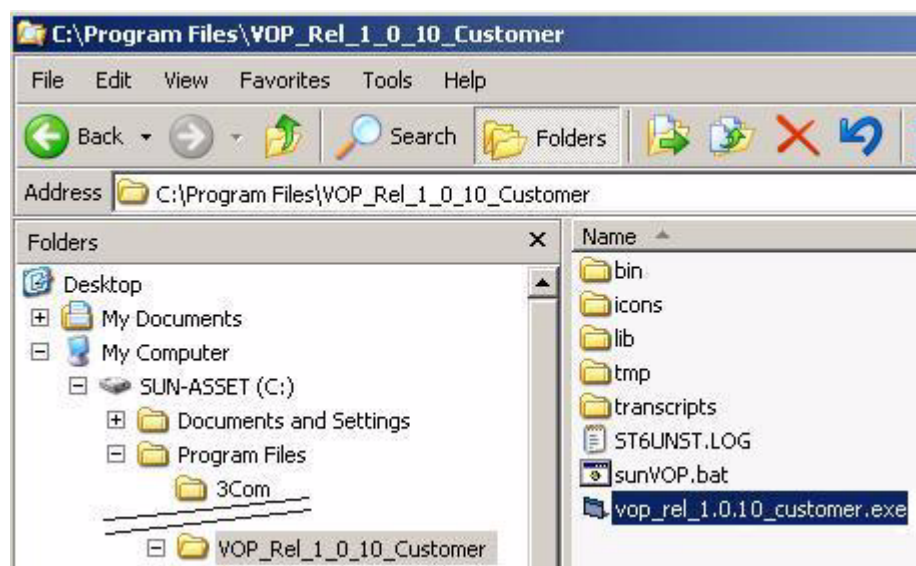 C:\Program Files\VOP_Rel_1_0_10_Customer
File Edit View Favorites Tools Help
Back Search Folders
Address C:\Program Files\VOP_Rel_1_0_10_Customer
Folders
Desktop
My Documents
My Computer
SUN-ASSET (C:)
Documents and Settings
Program Files
3Com
VOP_Rel_1_0_10_Customer
Name
bin
icons
lib
tmp
transcripts
ST6UNST.LOG
sunVOP.bat
vop_rel_1.0.10_customer.exe